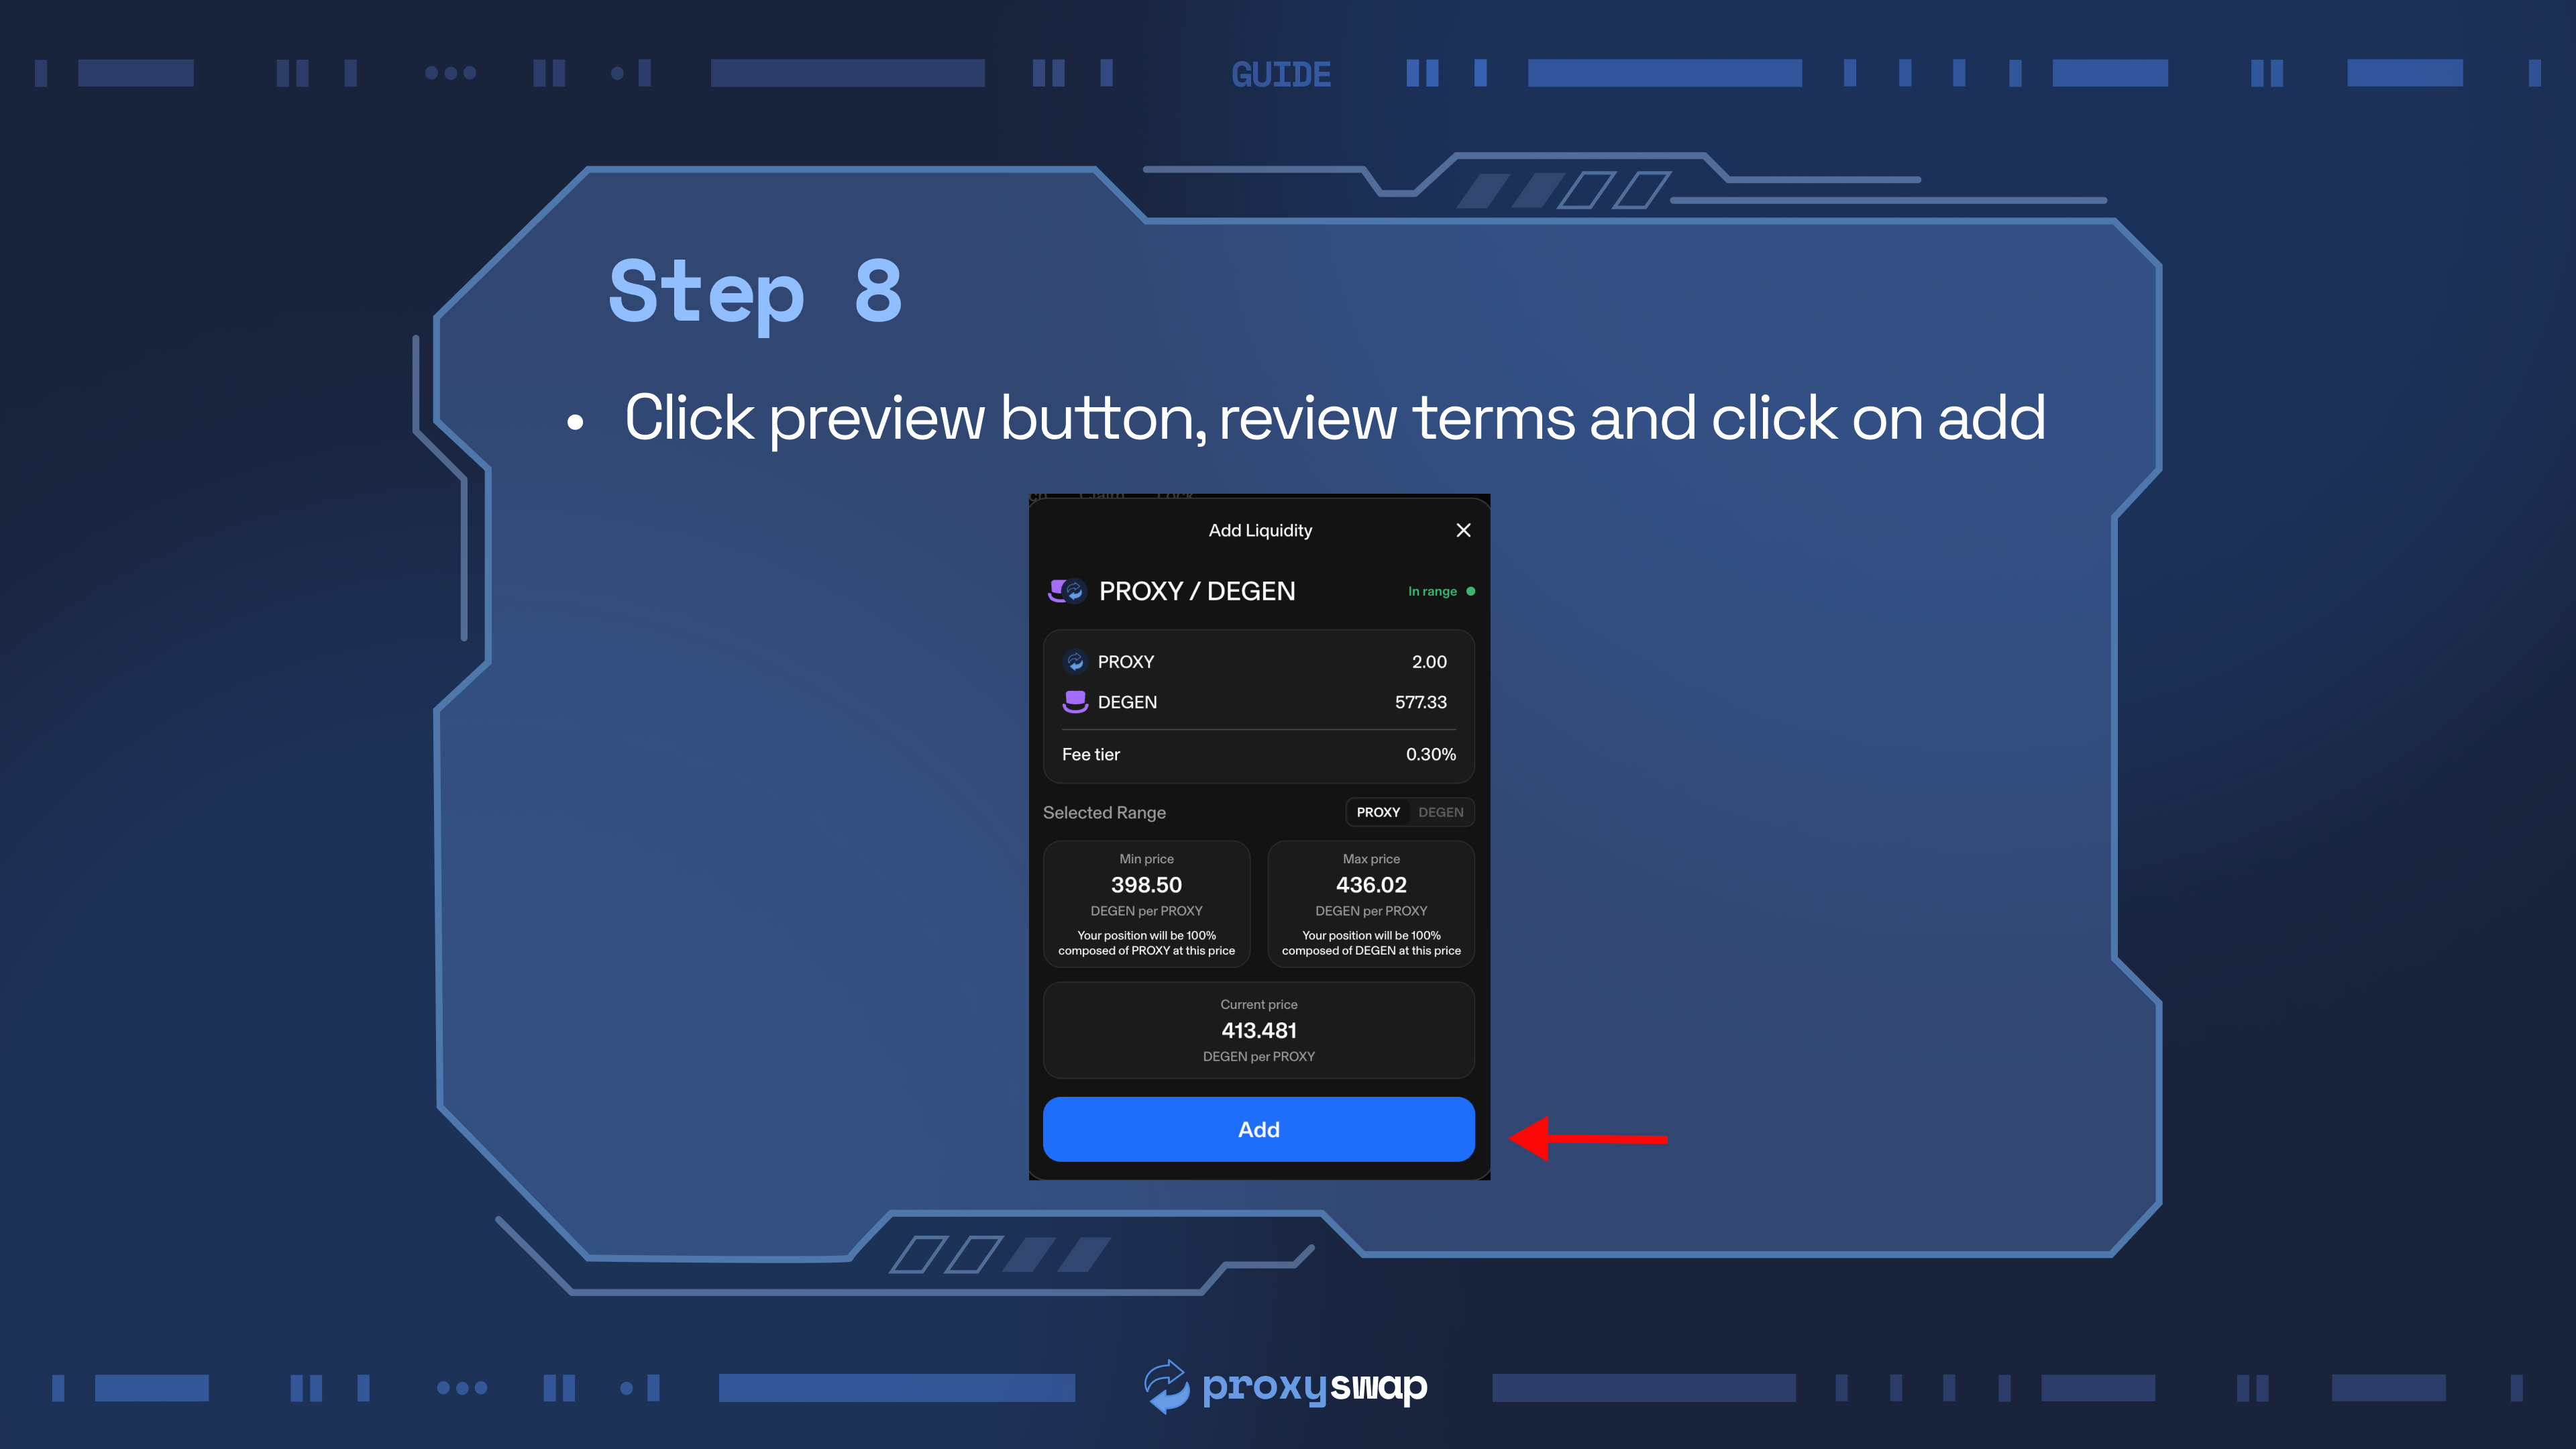 GUIDE
Step 8
• Click preview button, review terms and click on add
Claim Lock
Add Liquidity
PROXY / DEGEN
In range
PROXY 2.00
DEGEN 577.33
Fee tier 0.30%
Selected Range
PROXY DEGEN
Min price
398.50
DEGEN per PROXY
Your position will be 100%
composed of PROXY at this price
Max price
436.02
DEGEN per PROXY
Your position will be 100%
composed of DEGEN at this price
Current price
413.481
DEGEN per PROXY
Add
proxyswap